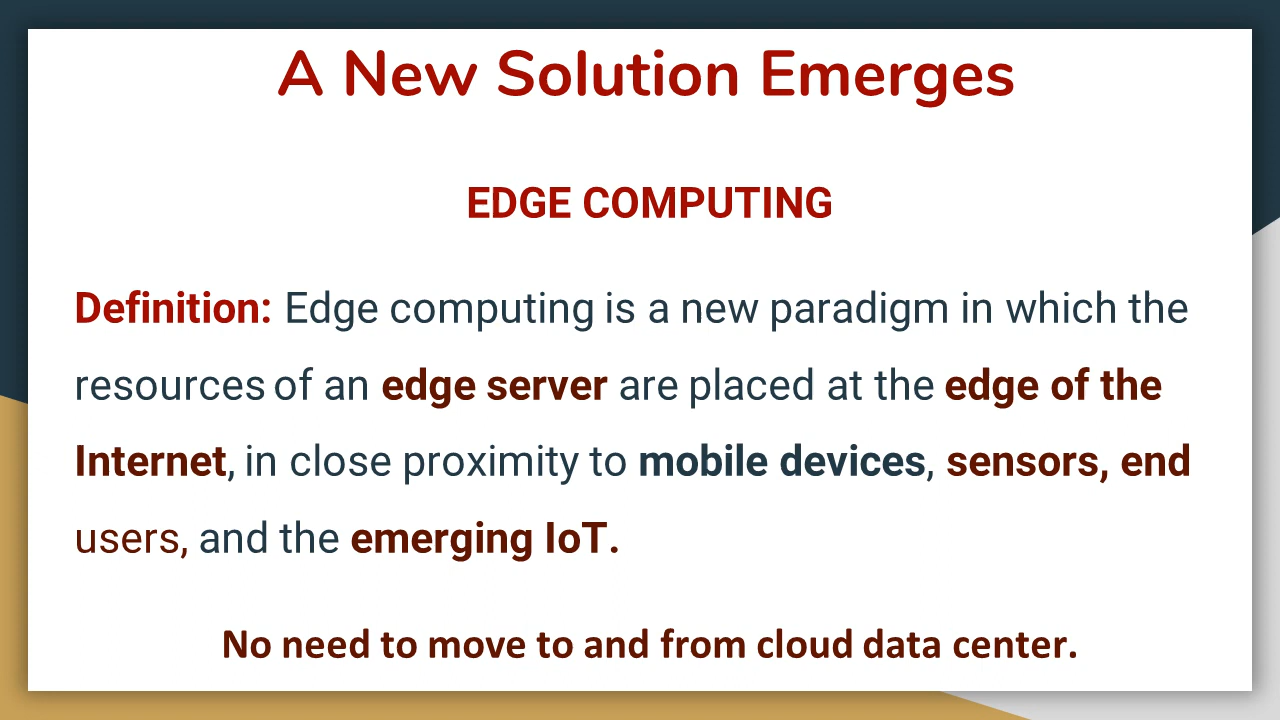 A New Solution Emerges
EDGE COMPUTING
Definition: Edge computing is a new paradigm in which the
resources of an edge server are placed at the edge of the
Internet, in close proximity to mobile devices, sensors, end
users, and the emerging IoT.
No need to move to and from cloud data center.